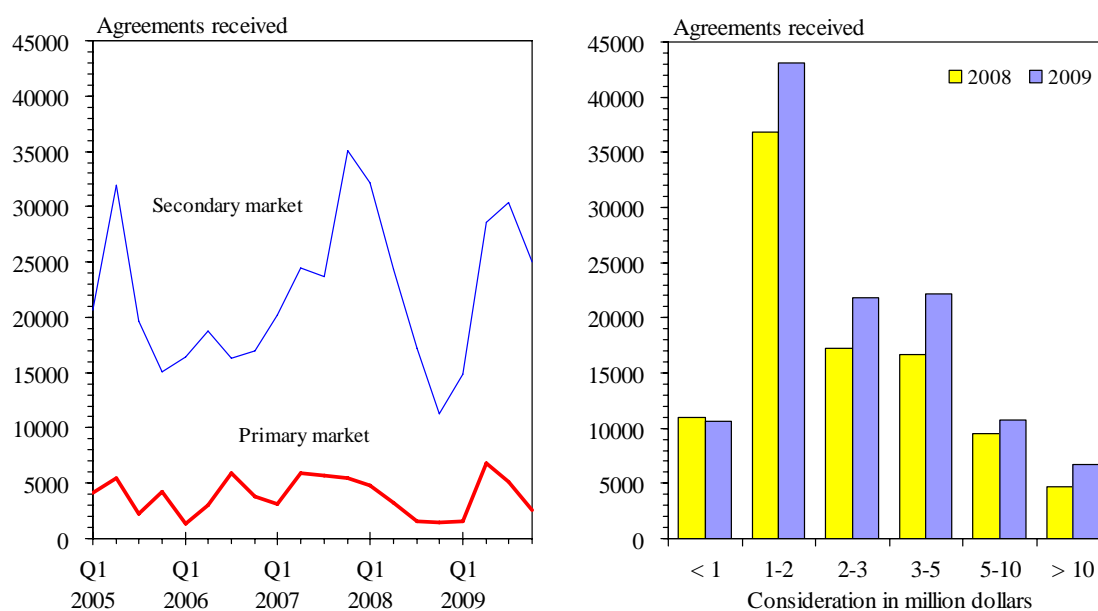 Agreements received
45000
40000
35000
30000
25000
20000
15000
10000
5000
0
Secondary market
Primary market
Q1 Q1 Q1 Q1 Q1
2005 2006 2007 2008 2009
Agreements received
45000
40000
35000
30000
25000
20000
15000
10000
5000
0
2008 2009
< 1 1-2 2-3 3-5 5-10 > 10
Consideration in million dollars